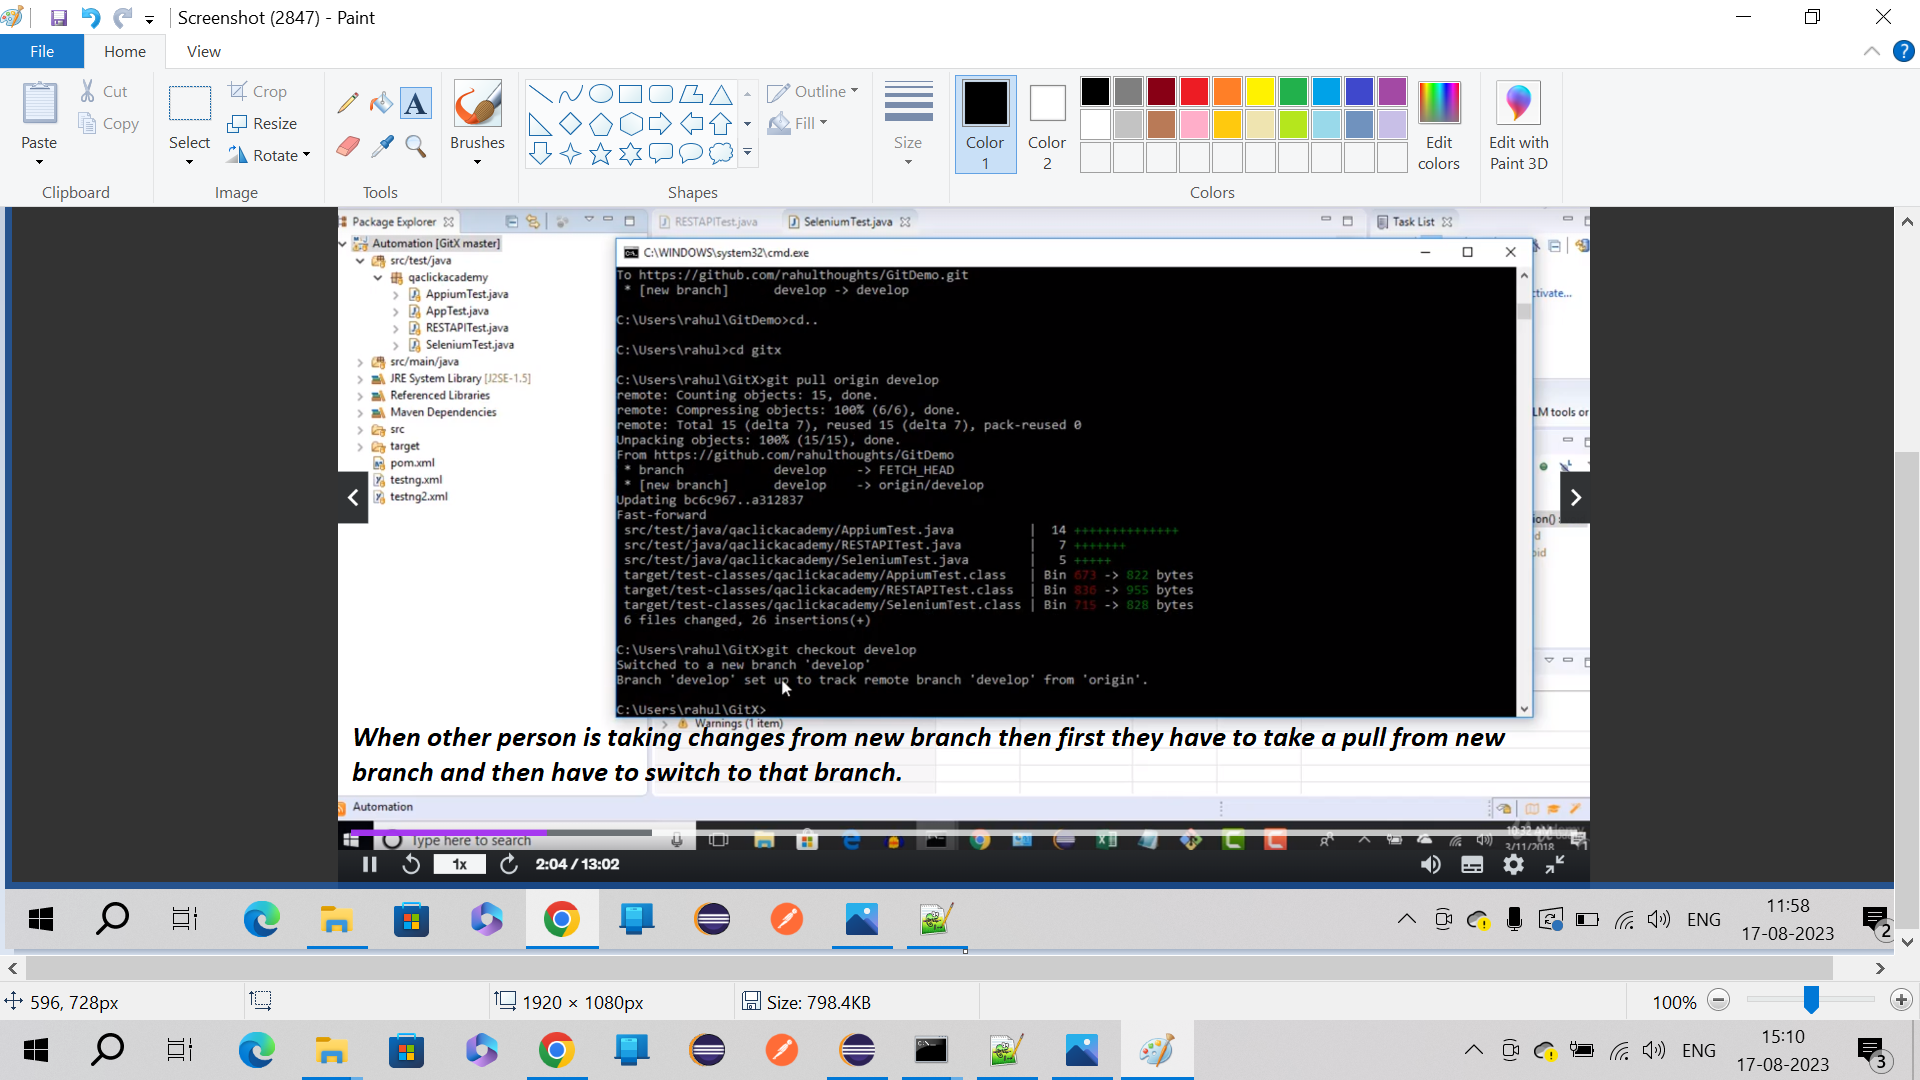 Screenshot (2847) - Paint
File
Home
View
Paste
Cut
Copy
Clipboard
Select
Crop
Resize
Rotate
Image
Tools
Brushes
Shapes
Outline
Fill
Size
Color 1
Color 2
Edit colors
Colors
Edit with Paint 3D
Package Explorer
RESTAPITest.java
SeleniumTest.java
Task List
Automation [GitX master]
src/test/java
qaclickacademy
AppiumTest.java
AppTest.java
RESTAPITest.java
SeleniumTest.java
src/main/java
JRE System Library [J2SE-1.5]
Referenced Libraries
Maven Dependencies
src
target
pom.xml
testng.xml
testng2.xml
C:\WINDOWS\system32\cmd.exe
To https://github.com/rahulthoughts/GitDemo.git
* [new branch] develop -> develop
C:\Users\rahul\GitDemo>cd..
C:\Users\rahul>cd gitx
C:\Users\rahul\GitX>git pull origin develop
remote: Counting objects: 15, done.
remote: Compressing objects: 100% (6/6), done.
remote: Total 15 (delta 7), reused 15 (delta 7), pack-reused 0
Unpacking objects: 100% (15/15), done.
From https://github.com/rahulthoughts/GitDemo
* branch develop -> FETCH_HEAD
* [new branch] develop -> origin/develop
Updating bc6c967..a312837
Fast-forward
src/test/java/qaclickacademy/AppiumTest.java | 14 ++++++++++++++
src/test/java/qaclickacademy/RESTAPITest.java | 7 +++++++
src/test/java/qaclickacademy/SeleniumTest.java | 5 +++++
target/test-classes/qaclickacademy/AppiumTest.class | Bin 673 -> 822 bytes
target/test-classes/qaclickacademy/RESTAPITest.class | Bin 836 -> 955 bytes
target/test-classes/qaclickacademy/SeleniumTest.class | Bin 715 -> 828 bytes
6 files changed, 26 insertions(+)
C:\Users\rahul\GitX>git checkout develop
Switched to a new branch 'develop'
Branch 'develop' set up to track remote branch 'develop' from 'origin'.
C:\Users\rahul\GitX>
tivate...
LM tools or
Warnings (1 item)
When other person is taking changes from new branch then first they have to take a pull from new
branch and then have to switch to that branch.
Automation
Type here to search
3/11/2018
1x
2:04 / 13:02
ENG
11:58
17-08-2023
2
596, 728px
1920 × 1080px
Size: 798.4KB
100%
ENG
15:10
17-08-2023
3